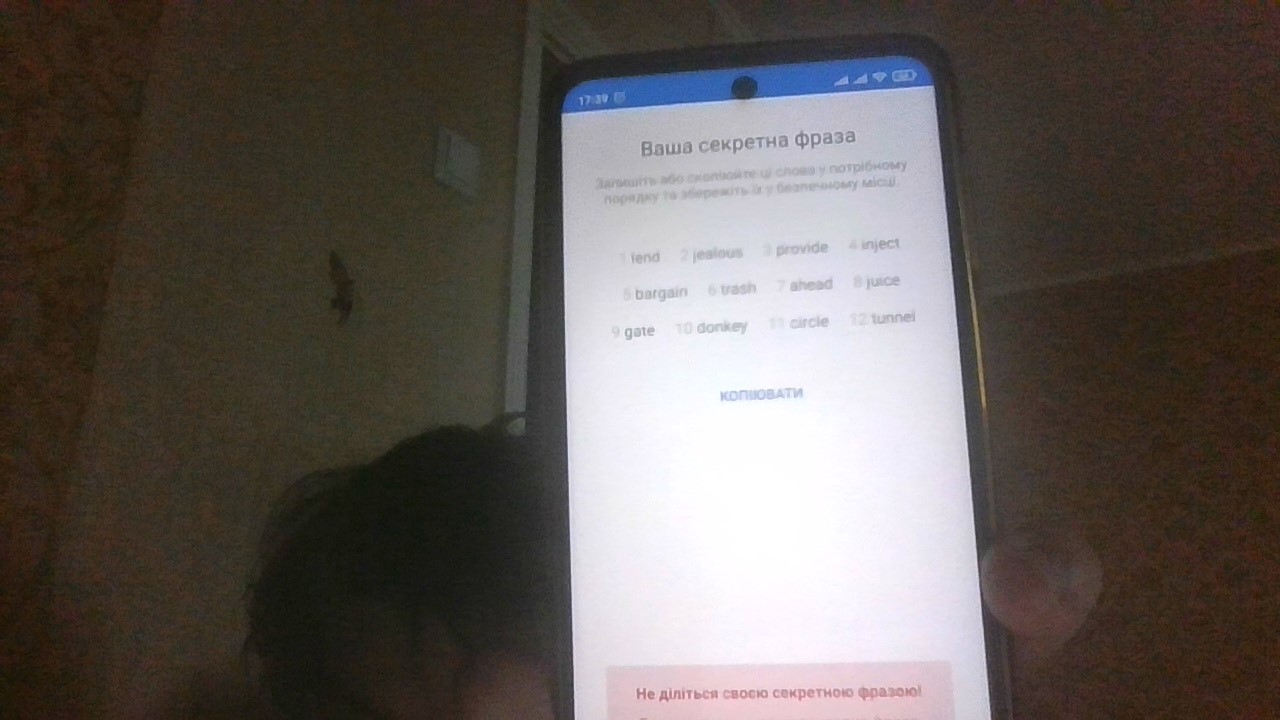 17:39
Ваша секретна фраза
Запишіть або скопіюйте ці слова у потрібному
порядку та збережіть їх у безпечному місці.
1 lend 2 jealous 3 provide 4 inject
5 bargain 6 trash 7 ahead 8 juice
9 gate 10 donkey 11 circle 12 tunnel
КОПІЮВАТИ
Не діліться своєю секретною фразою!